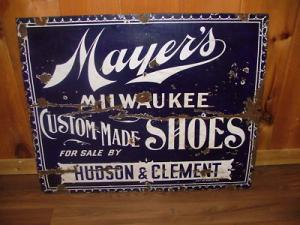 Mayer's
MILWAUKEE
CUSTOM-MADE SHOES
FOR SALE BY
HUDSON & CLEMENT